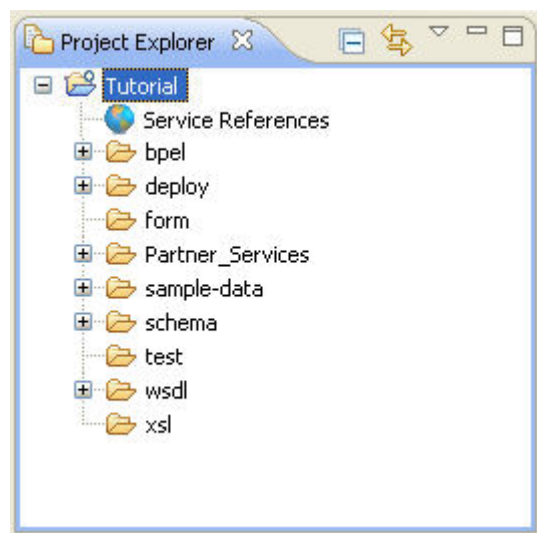 Project Explorer
Tutorial
Service References
bpel
deploy
form
Partner_Services
sample-data
schema
test
wsdl
xsl